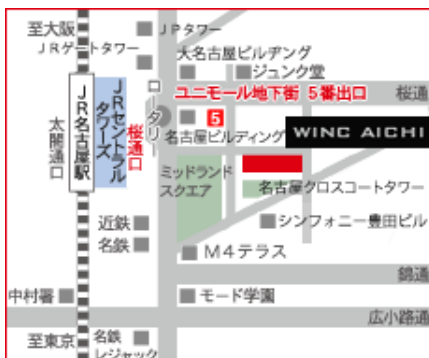 至大阪
JPタワー
JRゲートタワー
大名古屋ビルヂング
ジュンク堂
ユニモール地下街 5番出口
桜通
5
JR名古屋駅
JRセントラルタワーズ
ロータリー
桜通口
太閤通口
名古屋ビルディング
WINC AICHI
ミッドランド
スクエア
名古屋クロスコートタワー
近鉄
シンフォニー豊田ビル
名鉄
M4テラス
錦通
中村署
モード学園
広小路通
至東京
名鉄
レジャック